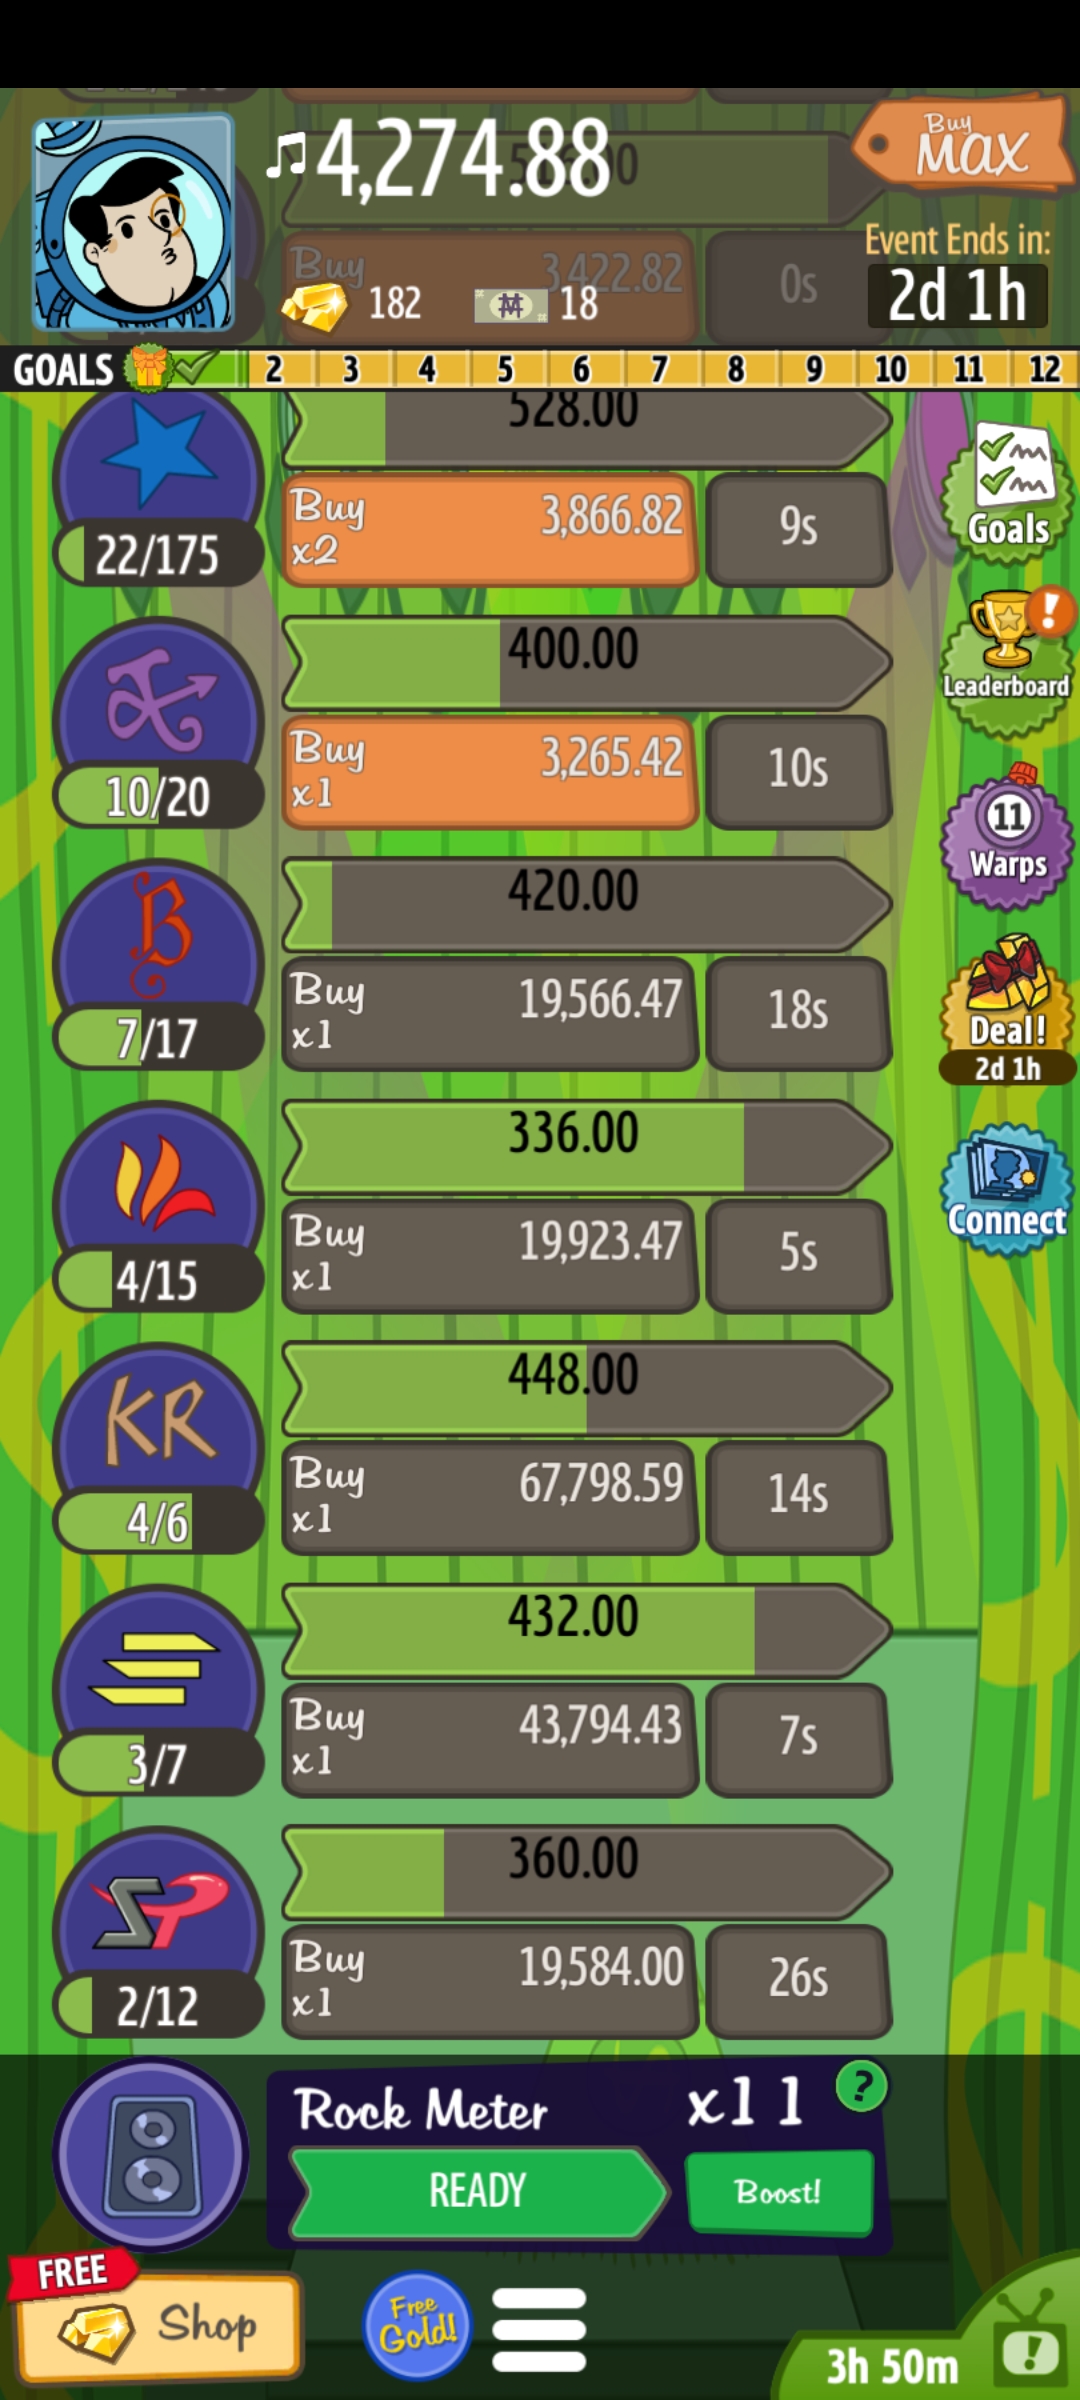 ♫4,274.88
Buy
MAX
Event Ends in:
2d 1h
Buy
3,422.82
0s
182
18
GOALS 2 3 4 5 6 7 8 9 10 11 12
528.00
22/175
Buy
x2
3,866.82
9s
Goals
400.00
10/20
Buy
x1
3,265.42
10s
Leaderboard
!
420.00
7/17
Buy
x1
19,566.47
18s
11
Warps
336.00
4/15
Buy
x1
19,923.47
5s
Deal!
2d 1h
KR
448.00
4/6
Buy
x1
67,798.59
14s
Connect
432.00
3/7
Buy
x1
43,794.43
7s
SP
360.00
2/12
Buy
x1
19,584.00
26s
B
Rock Meter
x11
?
READY
Boost!
FREE
Shop
Free
Gold!
3h 50m
!